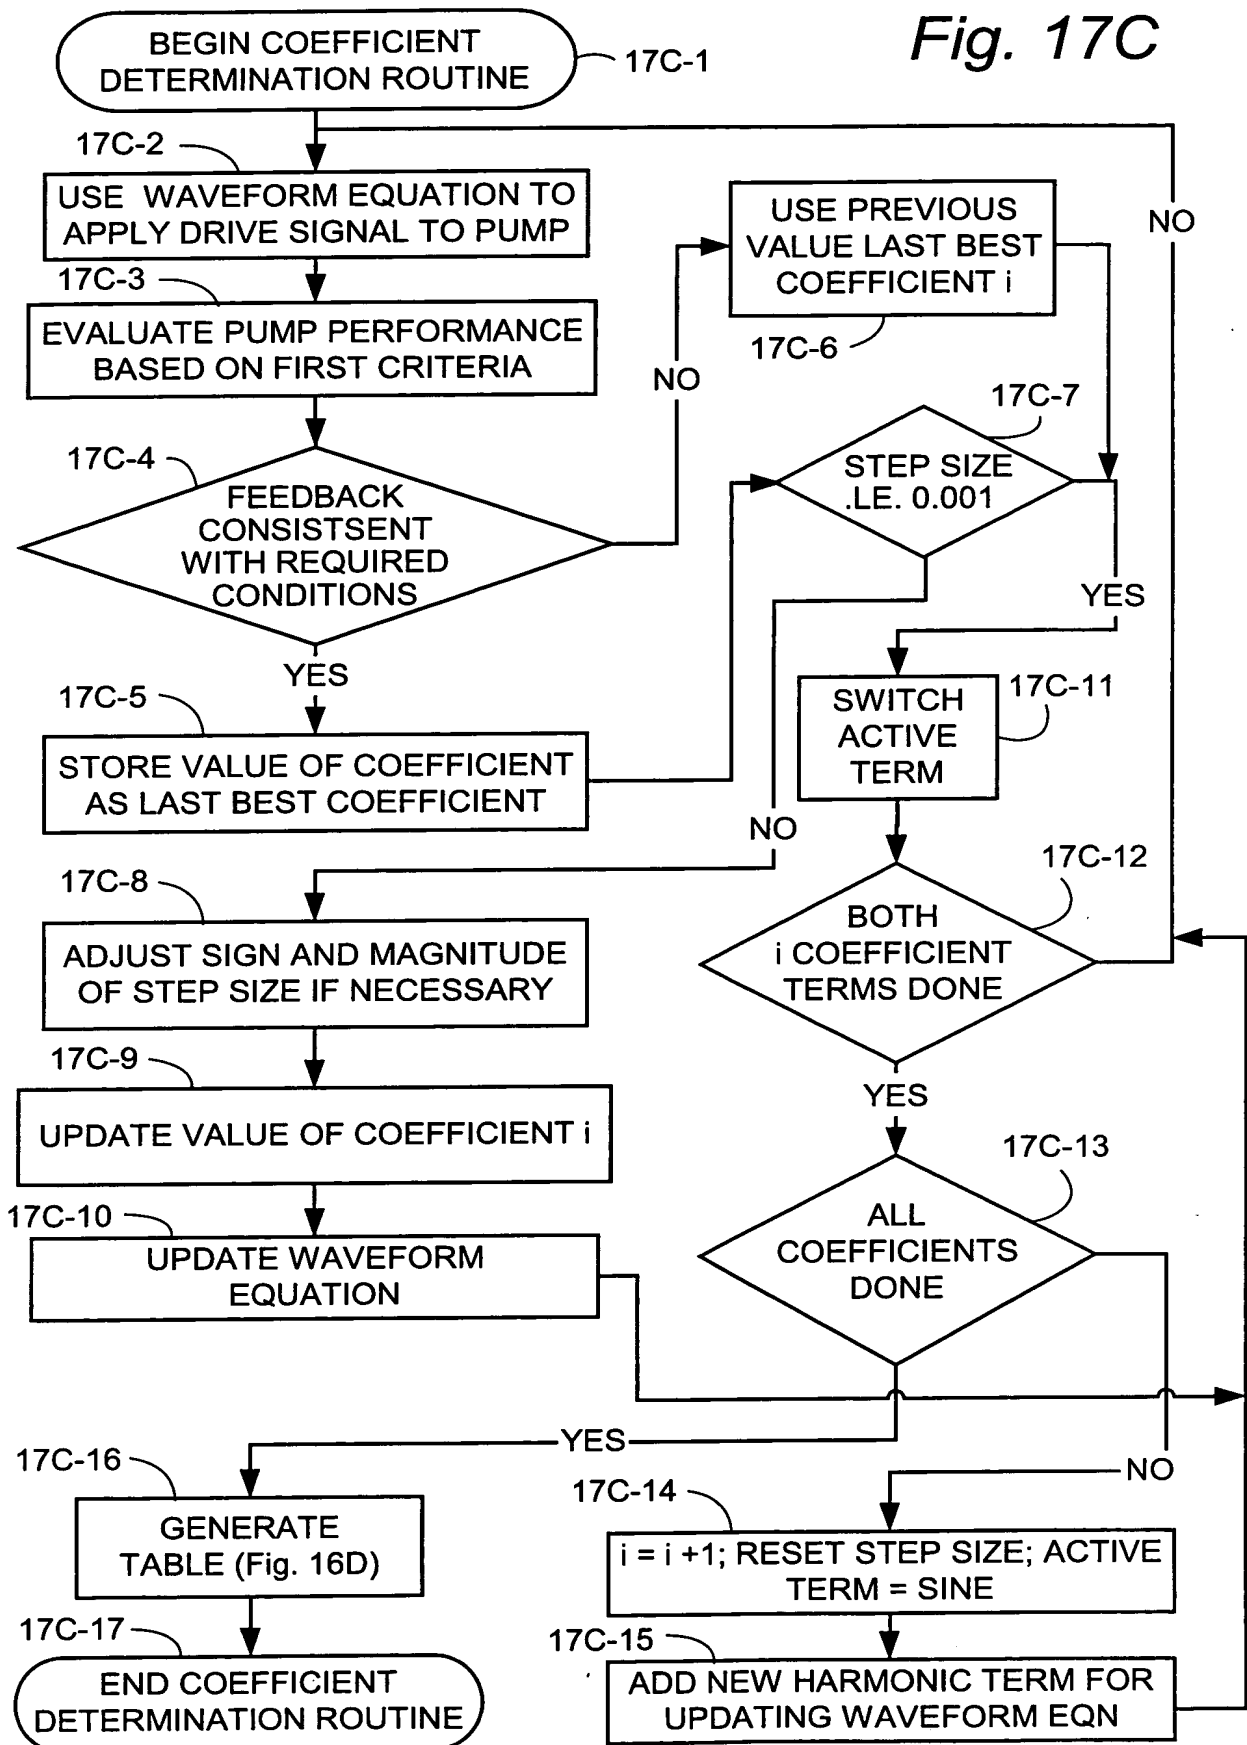 Fig. 17C
BEGIN COEFFICIENT
DETERMINATION ROUTINE
17C-1
17C-2
USE WAVEFORM EQUATION TO
APPLY DRIVE SIGNAL TO PUMP
17C-3
EVALUATE PUMP PERFORMANCE
BASED ON FIRST CRITERIA
17C-4
FEEDBACK
CONSISTSENT
WITH REQUIRED
CONDITIONS
NO
YES
17C-5
STORE VALUE OF COEFFICIENT
AS LAST BEST COEFFICIENT
USE PREVIOUS
VALUE LAST BEST
COEFFICIENT i
17C-6
NO
17C-7
STEP SIZE
.LE. 0.001
YES
NO
17C-8
ADJUST SIGN AND MAGNITUDE
OF STEP SIZE IF NECESSARY
17C-9
UPDATE VALUE OF COEFFICIENT i
17C-10
UPDATE WAVEFORM
EQUATION
17C-11
SWITCH
ACTIVE
TERM
17C-12
BOTH
i COEFFICIENT
TERMS DONE
YES
17C-13
ALL
COEFFICIENTS
DONE
YES
NO
17C-14
i = i +1; RESET STEP SIZE; ACTIVE
TERM = SINE
17C-15
ADD NEW HARMONIC TERM FOR
UPDATING WAVEFORM EQN
17C-16
GENERATE
TABLE (Fig. 16D)
17C-17
END COEFFICIENT
DETERMINATION ROUTINE